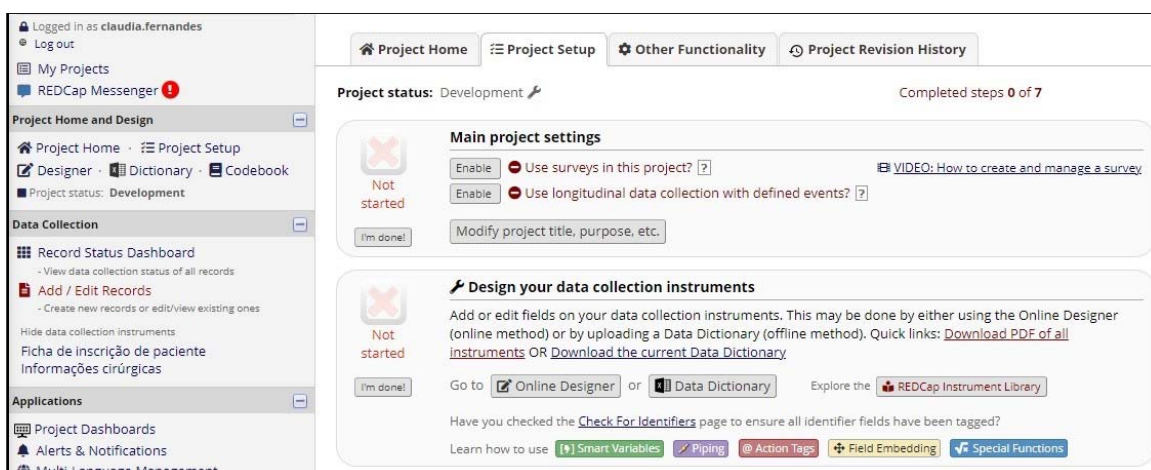 Logged in as claudia.fernandes
Log out
My Projects
REDCap Messenger
Project Home and Design
Project Home · Project Setup
Designer · Dictionary · Codebook
Project status: Development
Data Collection
Record Status Dashboard
- View data collection status of all records
Add / Edit Records
- Create new records or edit/view existing ones
Hide data collection instruments
Ficha de inscrição de paciente
Informações cirúrgicas
Applications
Project Dashboards
Alerts & Notifications
Multi-Language Management
Project Home Project Setup Other Functionality Project Revision History
Project status: Development Completed steps 0 of 7
Main project settings
Not started
I'm done!
Enable Use surveys in this project? ? VIDEO: How to create and manage a survey
Enable Use longitudinal data collection with defined events? ?
Modify project title, purpose, etc.
Design your data collection instruments
Not started
I'm done!
Add or edit fields on your data collection instruments. This may be done by either using the Online Designer
(online method) or by uploading a Data Dictionary (offline method). Quick links: Download PDF of all
instruments OR Download the current Data Dictionary
Go to Online Designer or Data Dictionary Explore the REDCap Instrument Library
Have you checked the Check For Identifiers page to ensure all identifier fields have been tagged?
Learn how to use Smart Variables Piping @ Action Tags Field Embedding Special Functions